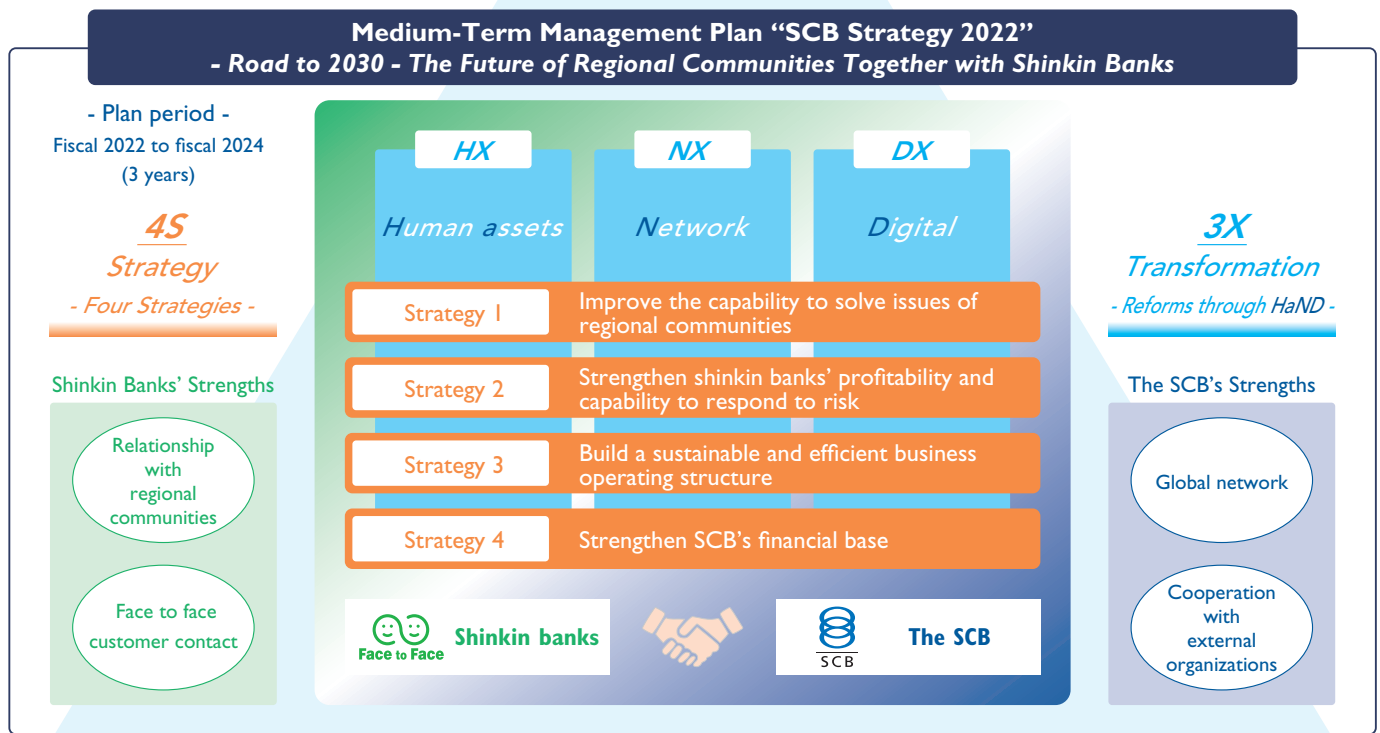 Medium-Term Management Plan “SCB Strategy 2022”
- Road to 2030 - The Future of Regional Communities Together with Shinkin Banks
- Plan period -
Fiscal 2022 to fiscal 2024
(3 years)
4S
Strategy
- Four Strategies -
Shinkin Banks’ Strengths
Relationship
with
regional
communities
Face to face
customer contact
HX
Human assets
NX
Network
DX
Digital
Strategy 1
Improve the capability to solve issues of
regional communities
Strategy 2
Strengthen shinkin banks’ profitability and
capability to respond to risk
Strategy 3
Build a sustainable and efficient business
operating structure
Strategy 4
Strengthen SCB’s financial base
Face to Face
Shinkin banks
SCB
The SCB
3X
Transformation
- Reforms through HaND -
The SCB’s Strengths
Global network
Cooperation
with
external
organizations